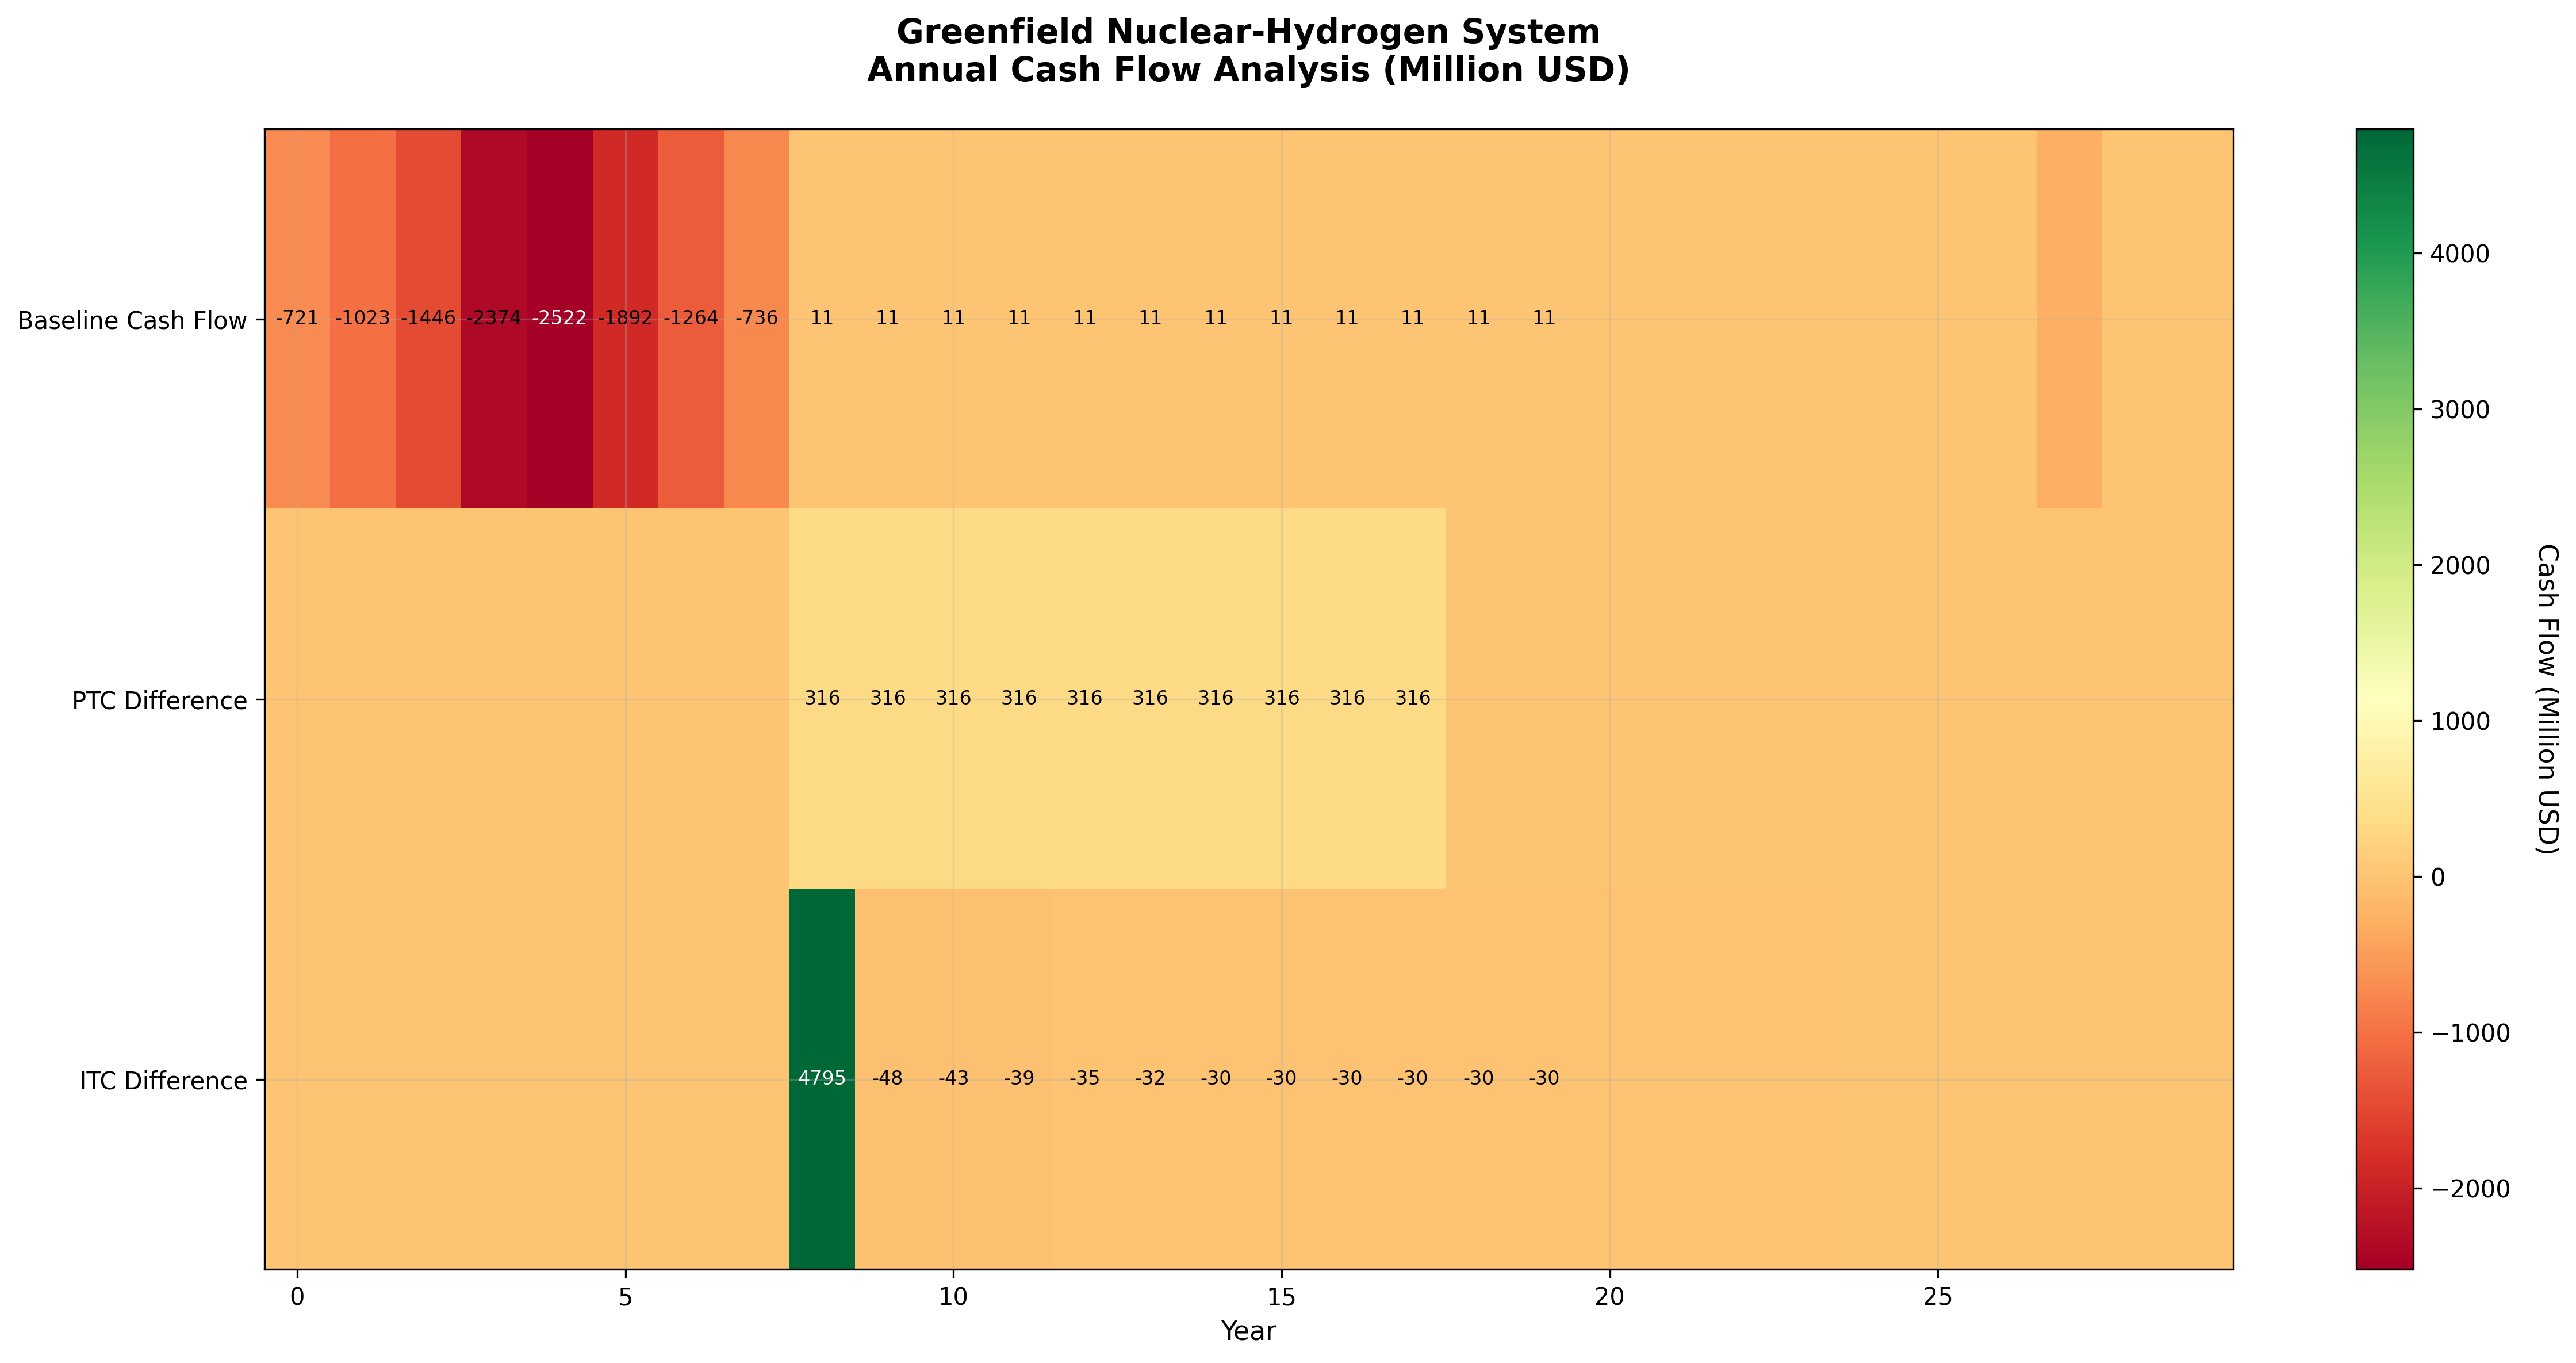 Greenfield Nuclear-Hydrogen System
Annual Cash Flow Analysis (Million USD)
Baseline Cash Flow
-721 -1023 -1446 -2374 -2522 -1892 -1264 -736 11 11 11 11 11 11 11 11 11 11 11 11
PTC Difference
316 316 316 316 316 316 316 316 316 316
ITC Difference
4795 -48 -43 -39 -35 -32 -30 -30 -30 -30 -30 -30
0 5 10 15 20 25
Year
4000
3000
2000
1000
0
−1000
−2000
Cash Flow (Million USD)